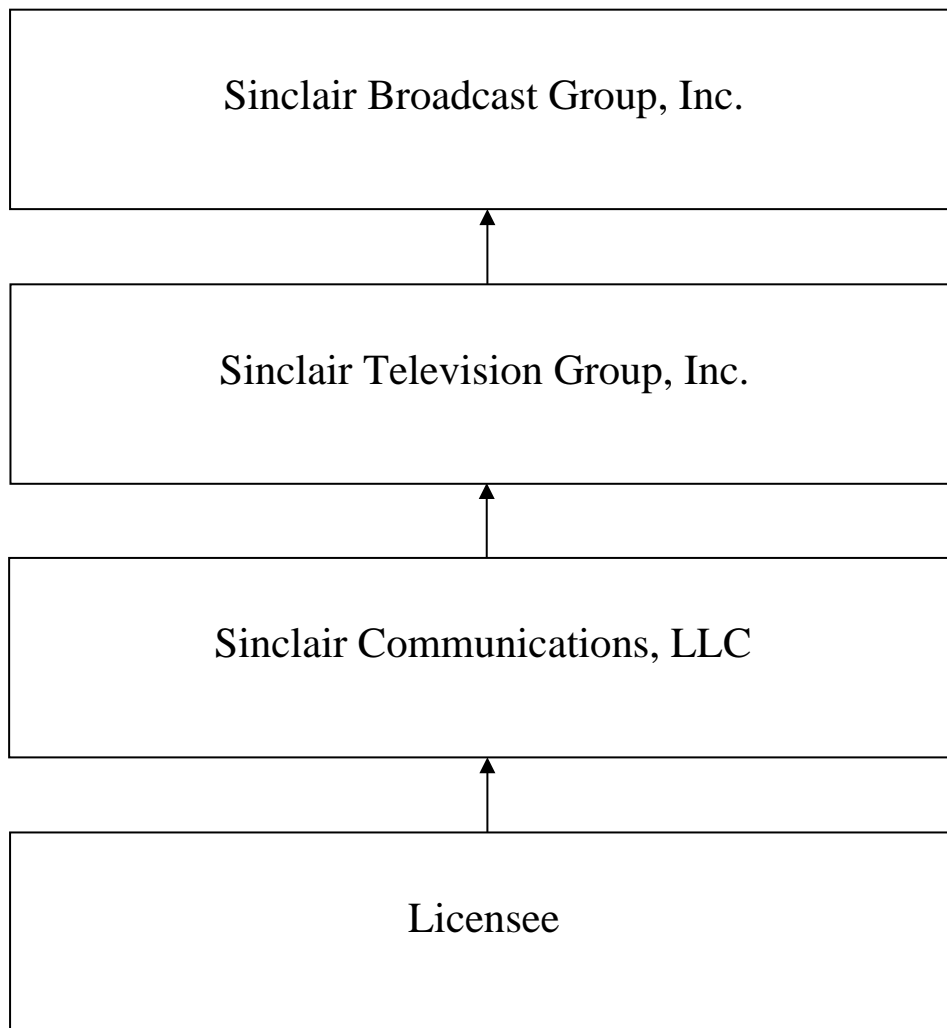 Sinclair Broadcast Group, Inc.
Sinclair Television Group, Inc.
Sinclair Communications, LLC
Licensee